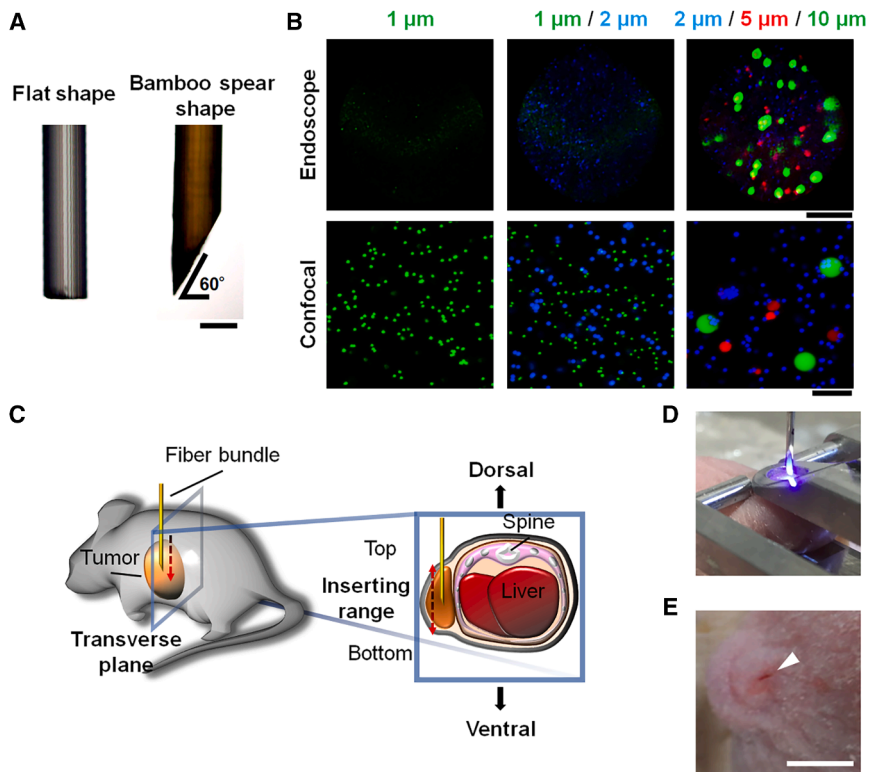 A
Flat shape
Bamboo spear
shape
60°
B
1 µm
1 µm / 2 µm
2 µm / 5 µm / 10 µm
Endoscope
Confocal
C
Fiber bundle
Tumor
Transverse
plane
Dorsal
Spine
Top
Liver
Inserting
range
Bottom
Ventral
D
E